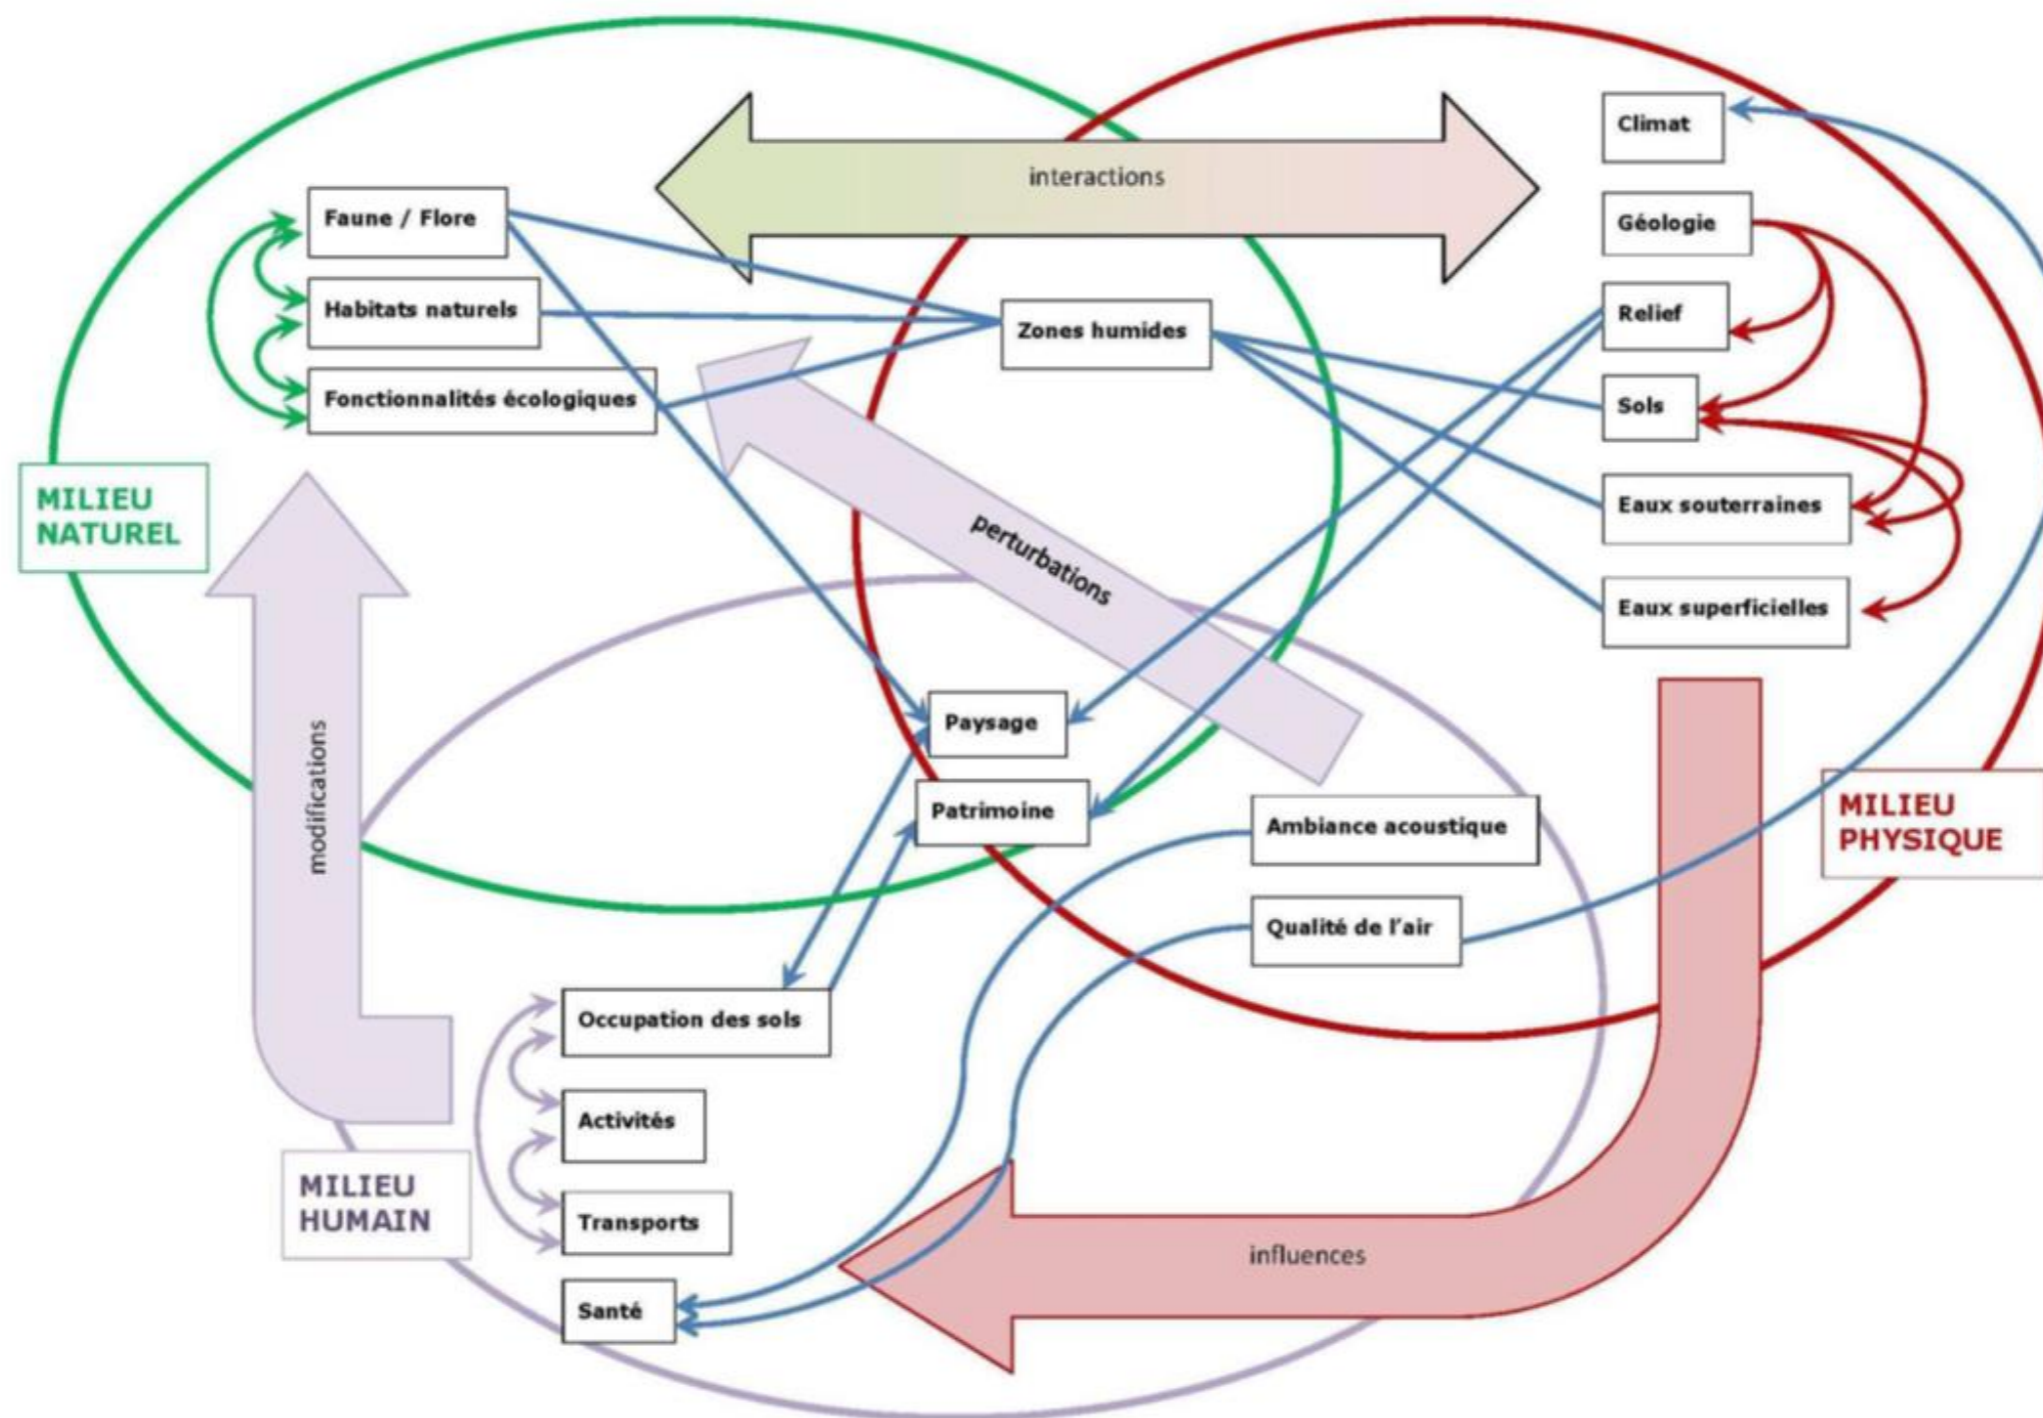 interactions
Climat
Géologie
Faune / Flore
Habitats naturels
Zones humides
Relief
Fonctionnalités écologiques
Sols
MILIEU
NATUREL
Eaux souterraines
perturbations
Eaux superficielles
Paysage
modifications
Patrimoine
Ambiance acoustique
MILIEU
PHYSIQUE
Qualité de l’air
Occupation des sols
Activités
MILIEU
HUMAIN
Transports
influences
Santé